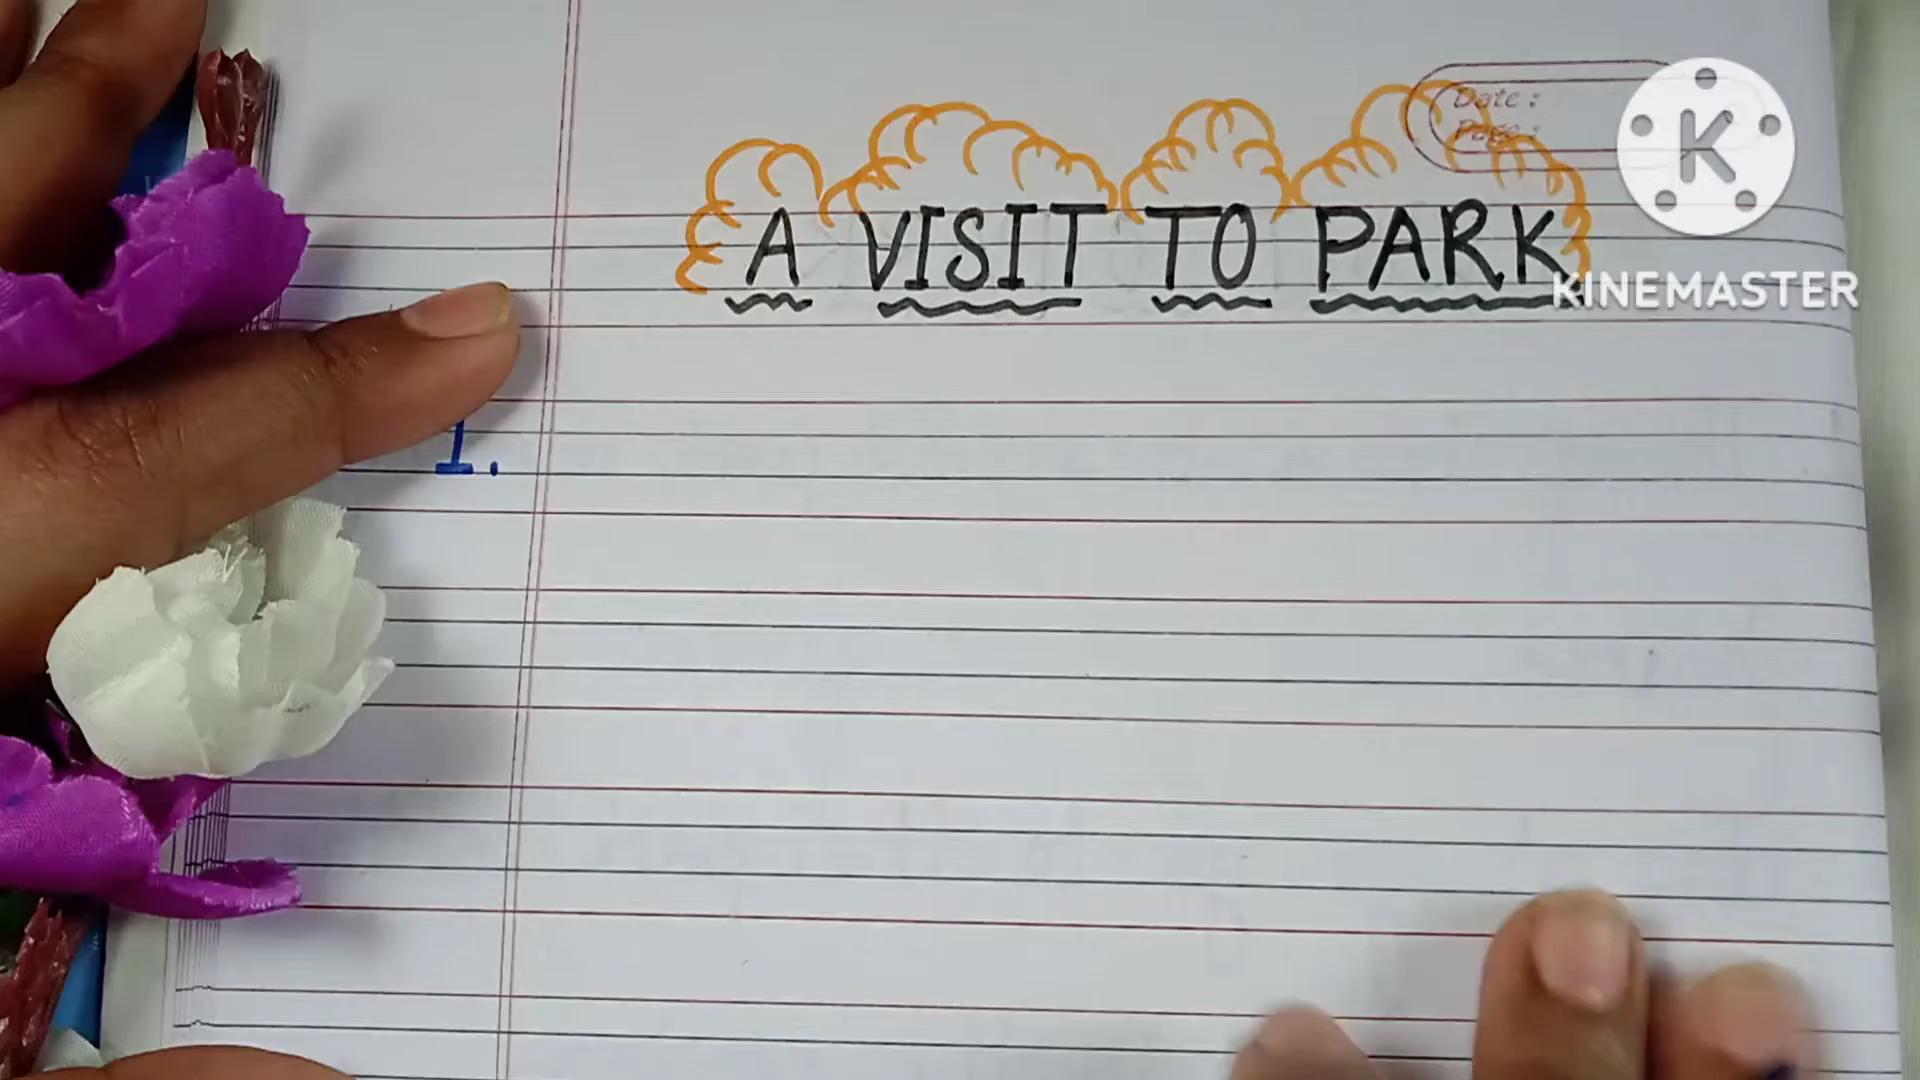 Date :
Page :
K
A VISIT TO PARK
KINEMASTER
1.